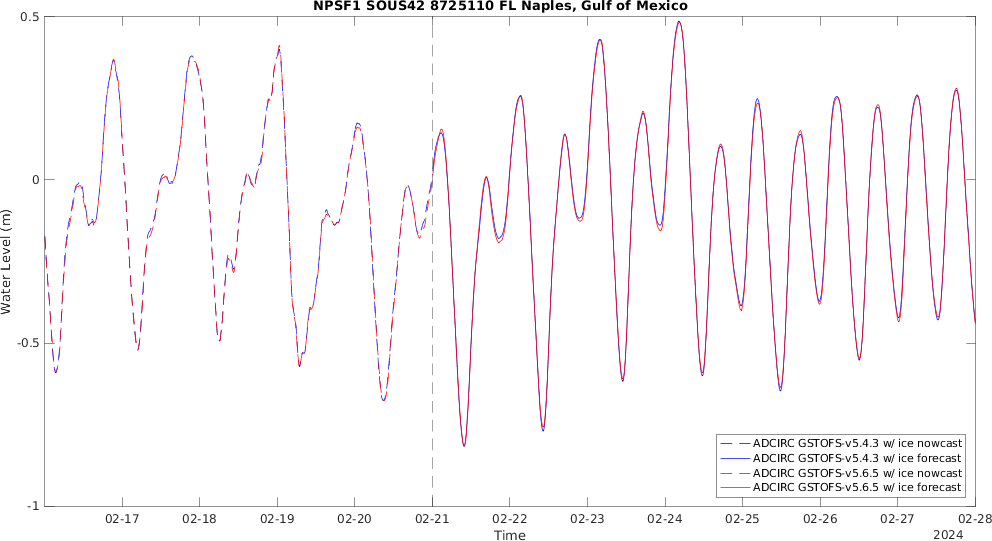 NPSF1 SOUS42 8725110 FL Naples, Gulf of Mexico
0.5
0
-0.5
-1
Water Level (m)
ADCIRC GSTOFS-v5.4.3 w/ ice nowcast
ADCIRC GSTOFS-v5.4.3 w/ ice forecast
ADCIRC GSTOFS-v5.6.5 w/ ice nowcast
ADCIRC GSTOFS-v5.6.5 w/ ice forecast
02-17 02-18 02-19 02-20 02-21 02-22 02-23 02-24 02-25 02-26 02-27 02-28
Time
2024